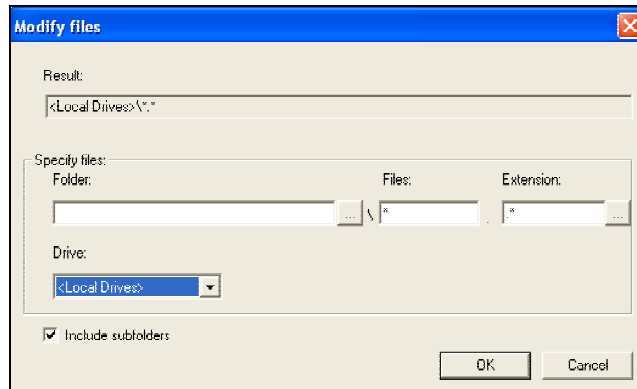 Modify files
Result:
<Local Drives>\*.*
Specify files:
Folder: Files: Extension:
... \ * . .* ...
Drive:
<Local Drives>
Include subfolders
OK Cancel